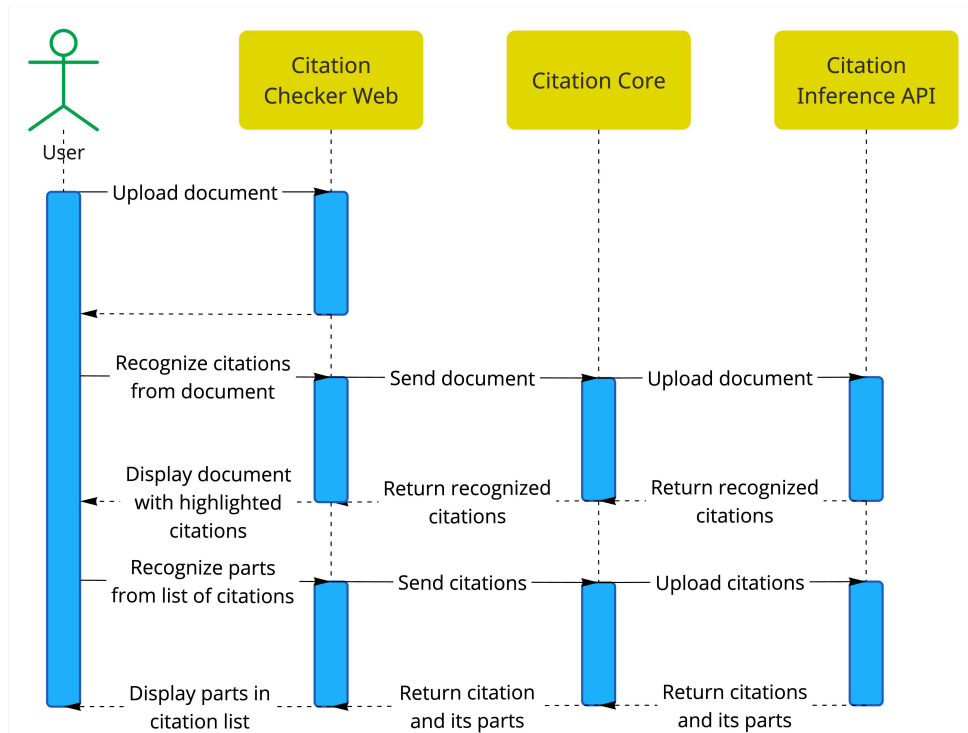 Citation
Checker Web
Citation Core
Citation
Inference API
User
Upload document
Recognize citations
from document
Send document
Upload document
Display document
with highlighted
citations
Return recognized
citations
Return recognized
citations
Recognize parts
from list of citations
Send citations
Upload citations
Display parts in
citation list
Return citation
and its parts
Return citations
and its parts